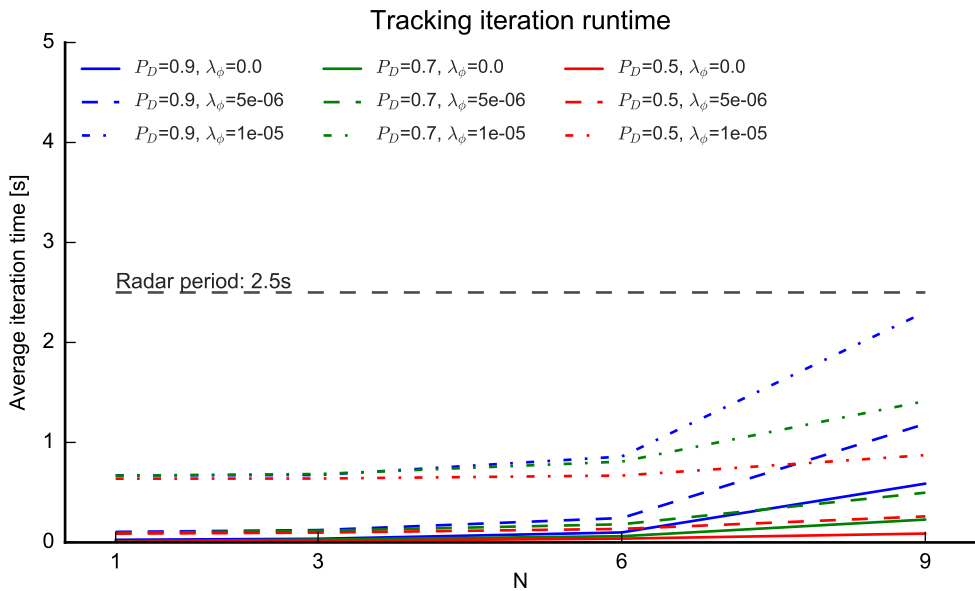 Tracking iteration runtime
P_D=0.9, λ_ϕ=0.0
P_D=0.9, λ_ϕ=5e-06
P_D=0.9, λ_ϕ=1e-05
P_D=0.7, λ_ϕ=0.0
P_D=0.7, λ_ϕ=5e-06
P_D=0.7, λ_ϕ=1e-05
P_D=0.5, λ_ϕ=0.0
P_D=0.5, λ_ϕ=5e-06
P_D=0.5, λ_ϕ=1e-05
Average iteration time [s]
5
4
3
2
1
0
Radar period: 2.5s
1 3 6 9
N